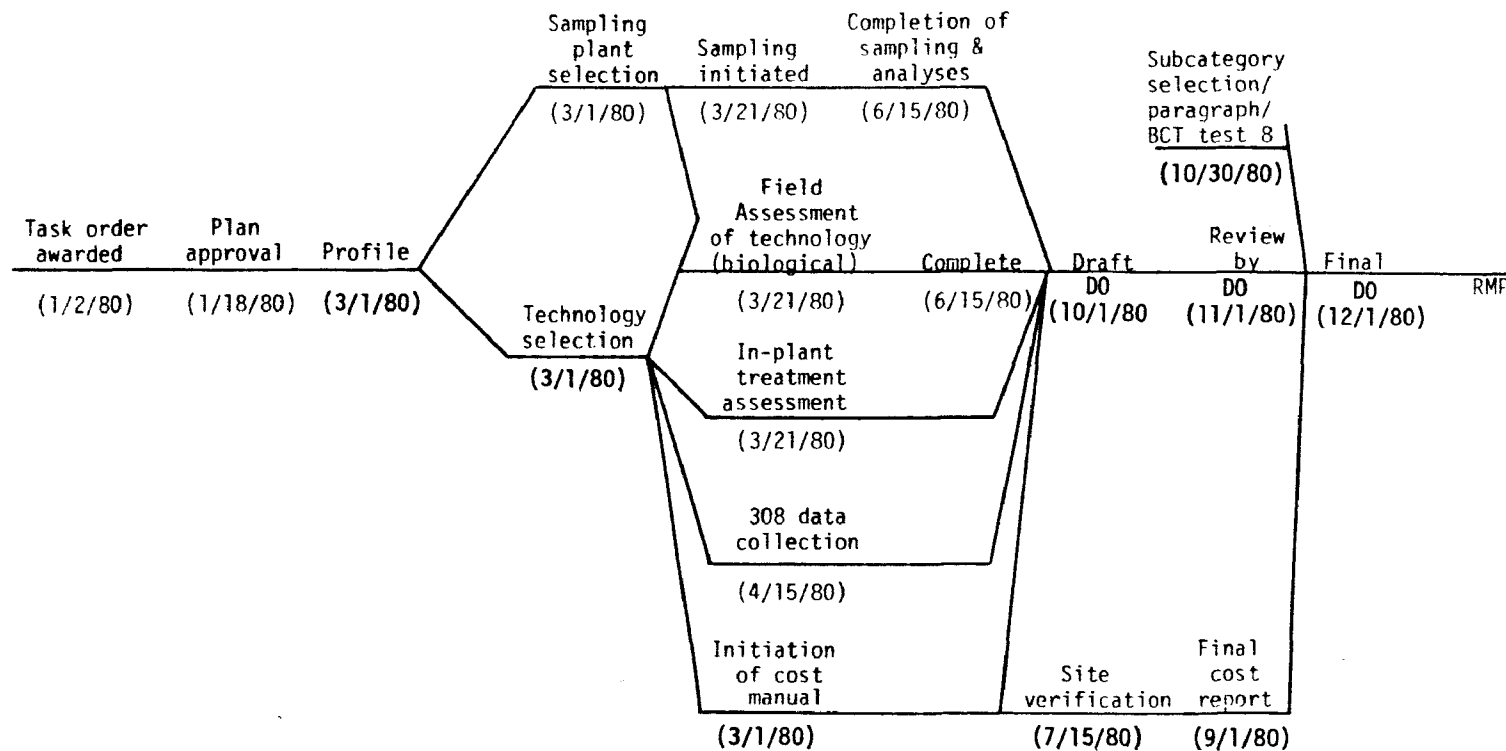 Sampling
plant
selection
(3/1/80)
Sampling
initiated
(3/21/80)
Completion of
sampling &
analyses
(6/15/80)
Subcategory
selection/
paragraph/
BCT test 8
(10/30/80)
Task order
awarded
(1/2/80)
Plan
approval
(1/18/80)
Profile
(3/1/80)
Field
Assessment
of technology
(biological)
(3/21/80)
Complete
(6/15/80)
Draft
DO
(10/1/80
Review
by
DO
(11/1/80)
Final
DO
(12/1/80)
RMF
Technology
selection
(3/1/80)
In-plant
treatment
assessment
(3/21/80)
308 data
collection
(4/15/80)
Initiation
of cost
manual
(3/1/80)
Site
verification
(7/15/80)
Final
cost
report
(9/1/80)